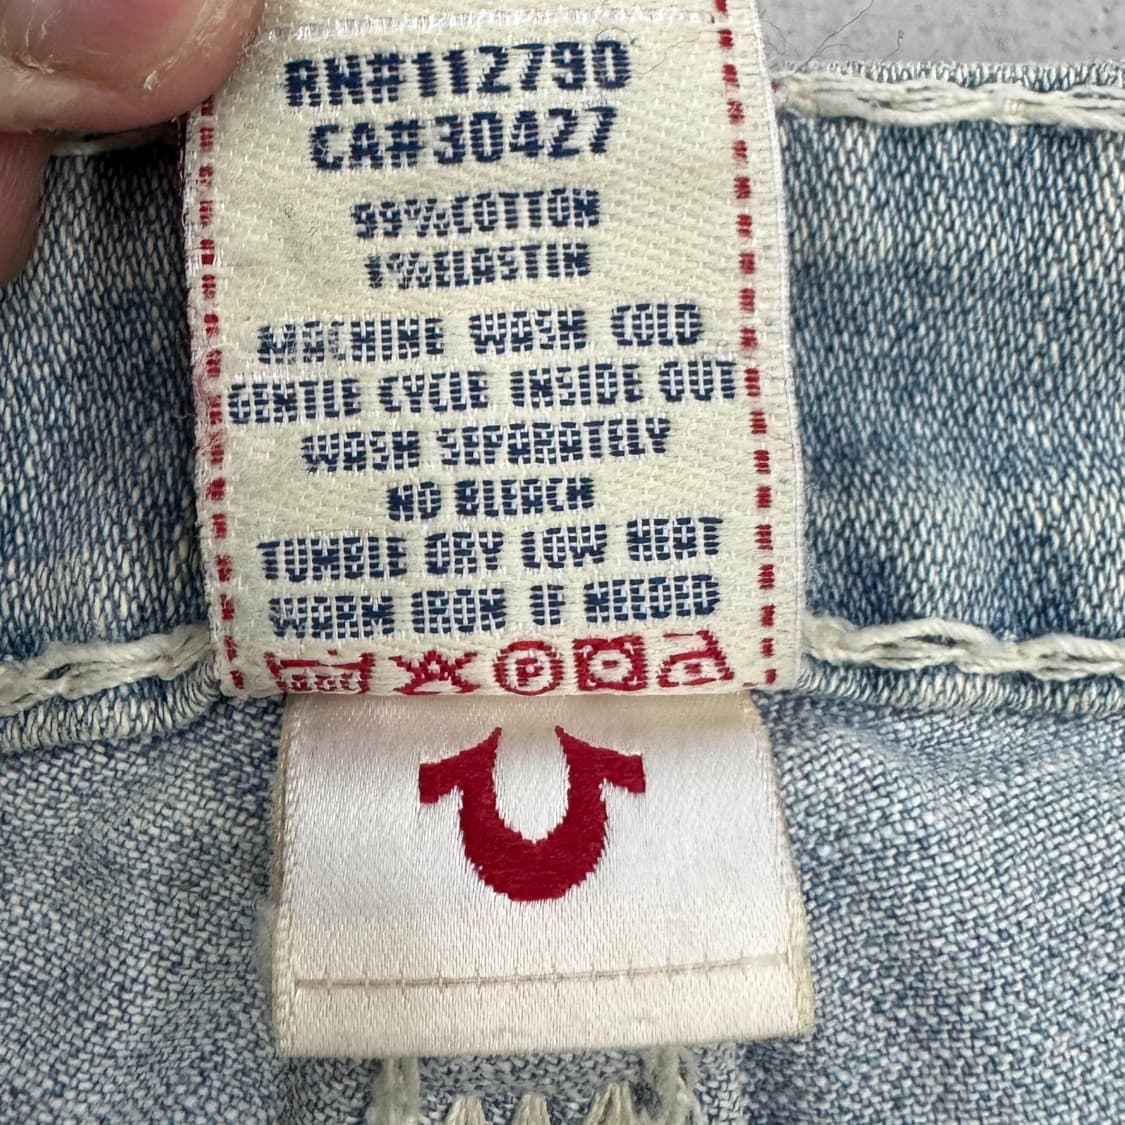 RN#112790
CA#30427
99%COTTON
1%ELASTIN
MACHINE WASH COLD
GENTLE CYCLE INSIDE OUT
WASH SEPARATELY
NO BLEACH
TUMBLE DRY LOW HEAT
WARM IRON IF NEEDED
P